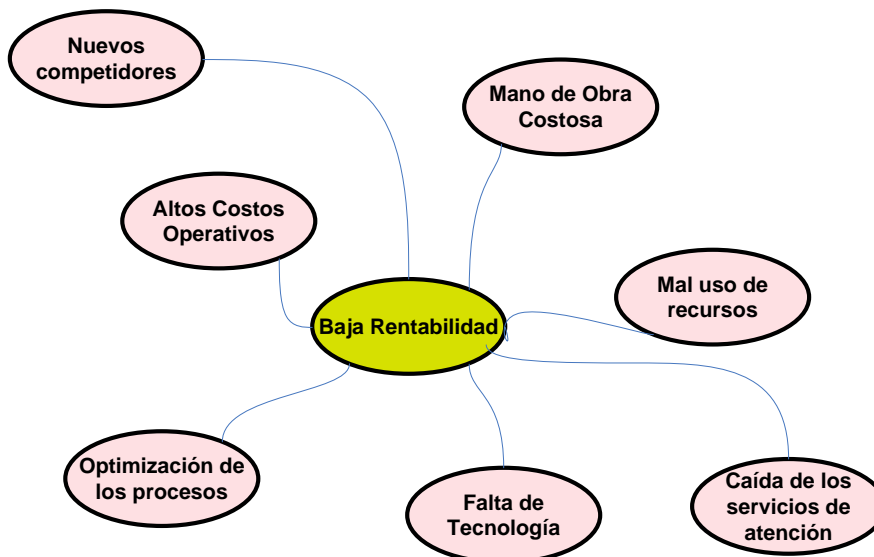 Nuevos
competidores
Mano de Obra
Costosa
Altos Costos
Operativos
Mal uso de
recursos
Baja Rentabilidad
Optimización de
los procesos
Falta de
Tecnología
Caída de los
servicios de
atención